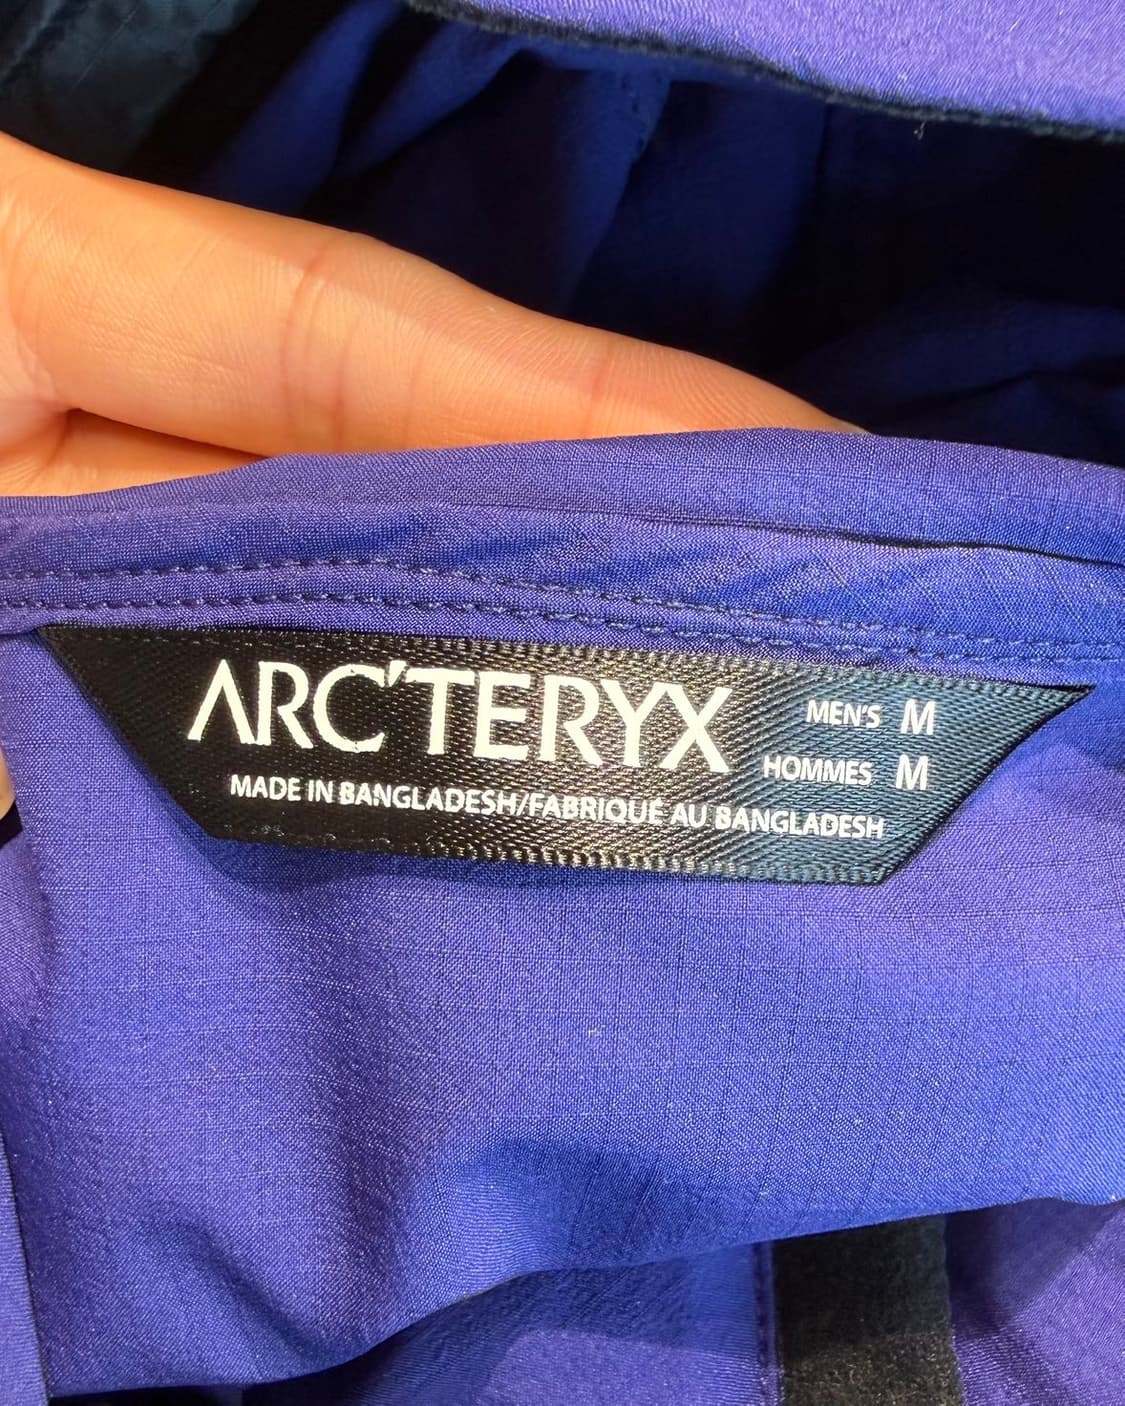 ARC'TERYX
MEN'S M
HOMMES M
MADE IN BANGLADESH/FABRIQUÉ AU BANGLADESH